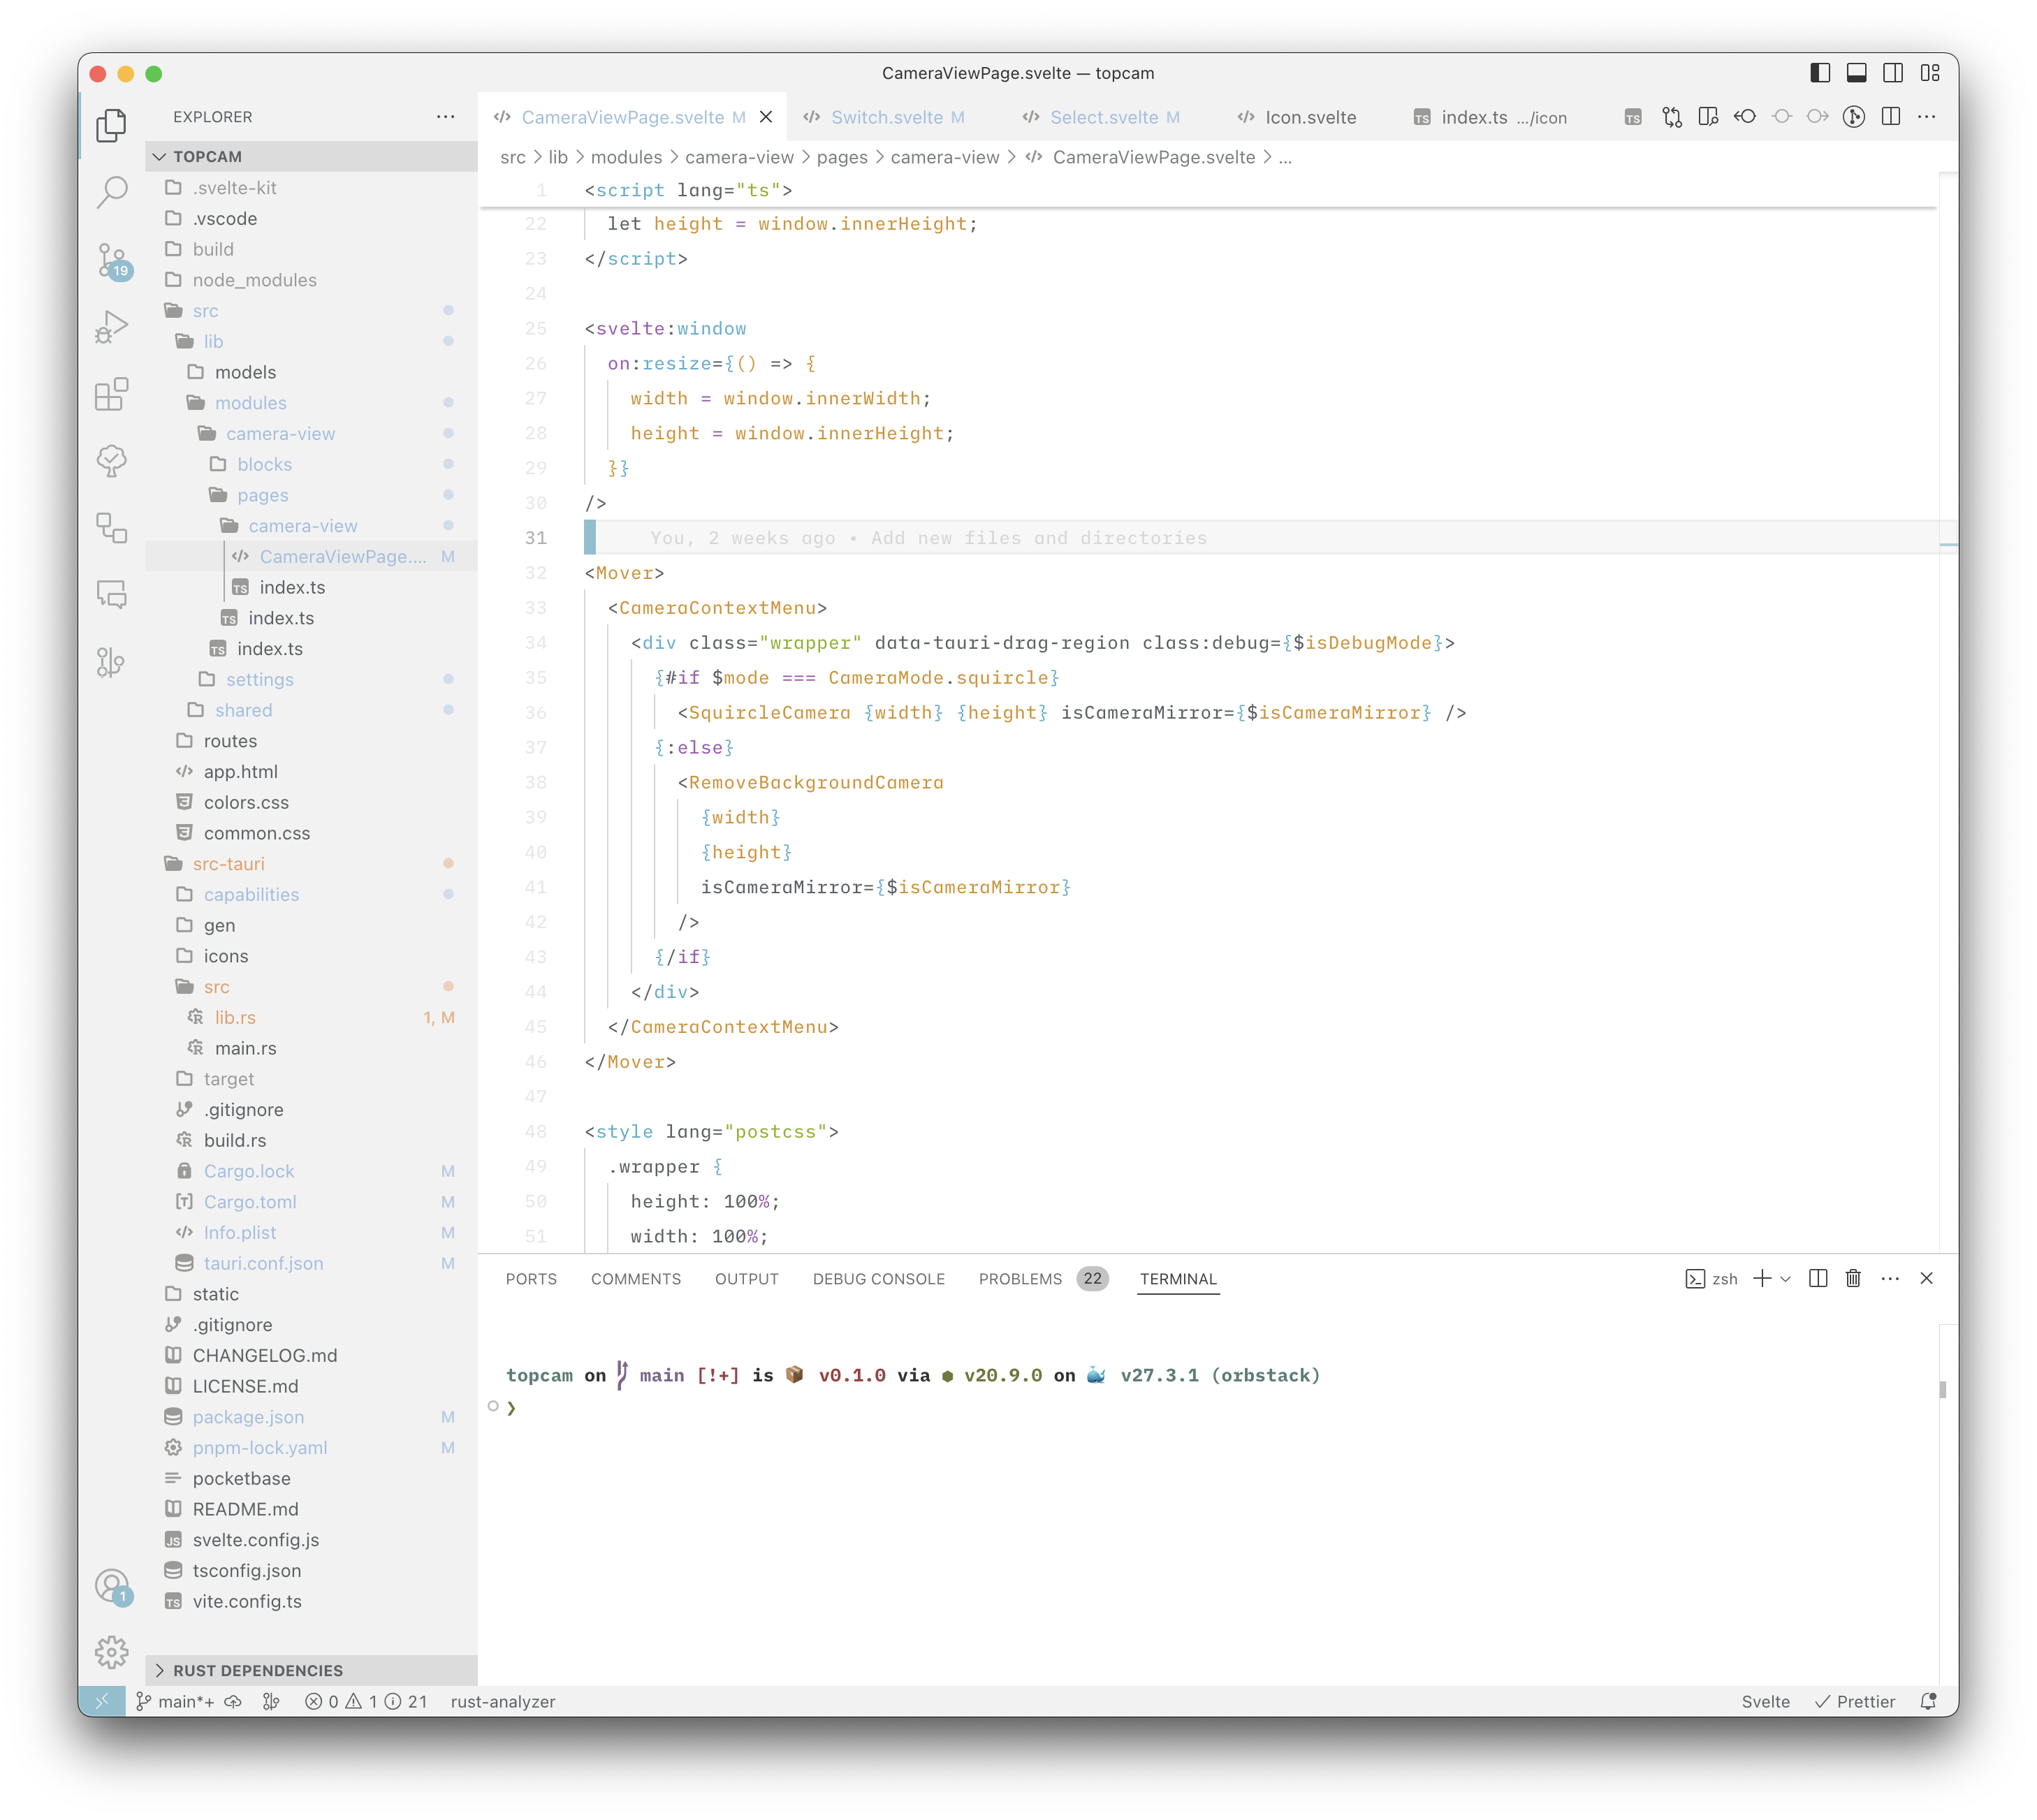 CameraViewPage.svelte — topcam
EXPLORER
TOPCAM
.svelte-kit
.vscode
build
node_modules
src
lib
models
modules
camera-view
blocks
pages
camera-view
CameraViewPage.... M
index.ts
index.ts
index.ts
settings
shared
routes
app.html
colors.css
common.css
src-tauri
capabilities
gen
icons
src
lib.rs 1, M
main.rs
target
.gitignore
build.rs
Cargo.lock M
Cargo.toml M
Info.plist M
tauri.conf.json M
static
.gitignore
CHANGELOG.md
LICENSE.md
package.json M
pnpm-lock.yaml M
pocketbase
README.md
svelte.config.js
tsconfig.json
vite.config.ts
RUST DEPENDENCIES
19
1
CameraViewPage.svelte M Switch.svelte M Select.svelte M Icon.svelte TS index.ts .../icon TS
src > lib > modules > camera-view > pages > camera-view > CameraViewPage.svelte > ...
1 <script lang="ts">
22 let height = window.innerHeight;
23 </script>
24
25 <svelte:window
26 on:resize={() => {
27 width = window.innerWidth;
28 height = window.innerHeight;
29 }}
30 />
31 You, 2 weeks ago • Add new files and directories
32 <Mover>
33 <CameraContextMenu>
34 <div class="wrapper" data-tauri-drag-region class:debug={$isDebugMode}>
35 {#if $mode === CameraMode.squircle}
36 <SquircleCamera {width} {height} isCameraMirror={$isCameraMirror} />
37 {:else}
38 <RemoveBackgroundCamera
39 {width}
40 {height}
41 isCameraMirror={$isCameraMirror}
42 />
43 {/if}
44 </div>
45 </CameraContextMenu>
46 </Mover>
47
48 <style lang="postcss">
49 .wrapper {
50 height: 100%;
51 width: 100%;
PORTS COMMENTS OUTPUT DEBUG CONSOLE PROBLEMS 22 TERMINAL zsh
topcam on main [!+] is 📦 v0.1.0 via ⬢ v20.9.0 on 🐳 v27.3.1 (orbstack)
❯
main*+ 0 1 21 rust-analyzer Svelte Prettier